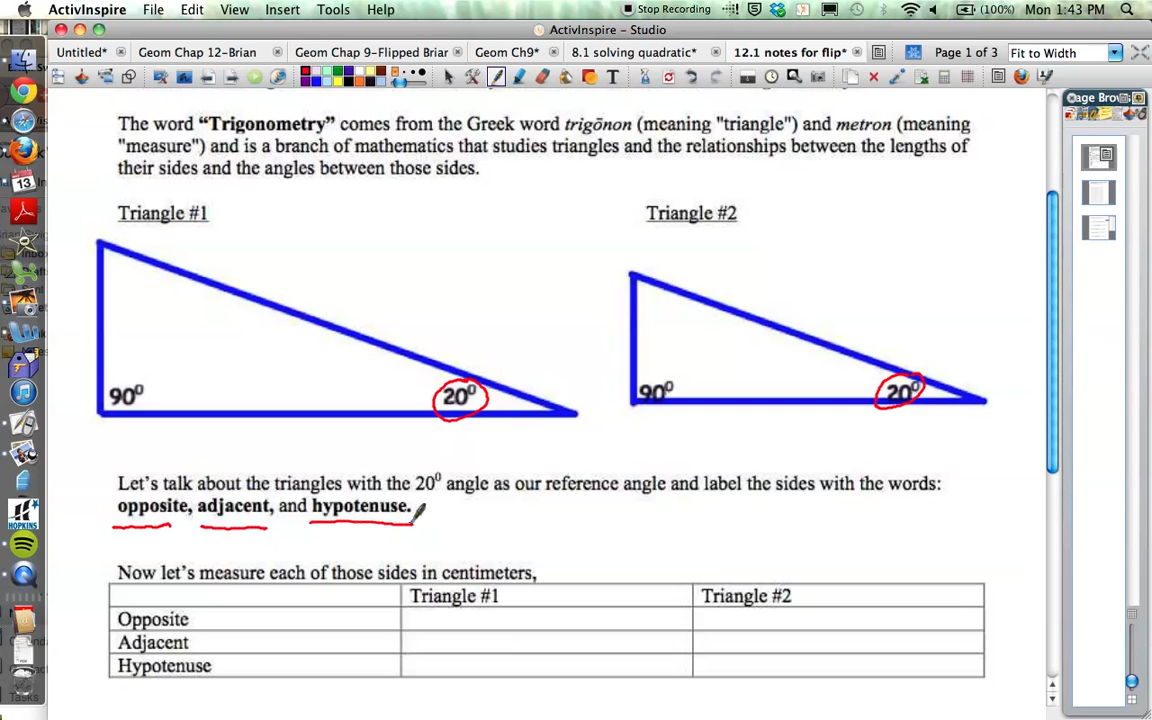 ActivInspire File Edit View Insert Tools Help Stop Recording (100%) Mon 1:43 PM
ActivInspire - Studio
Untitled* Geom Chap 12-Brian Geom Chap 9-Flipped Briar Geom Ch9* 8.1 solving quadratic* 12.1 notes for flip* Page 1 of 3 Fit to Width
The word “Trigonometry” comes from the Greek word trigōnon (meaning "triangle") and metron (meaning
"measure") and is a branch of mathematics that studies triangles and the relationships between the lengths of
their sides and the angles between those sides.
Triangle #1 Triangle #2
90⁰ 20⁰ 90⁰ 20⁰
Let’s talk about the triangles with the 20⁰ angle as our reference angle and label the sides with the words:
opposite, adjacent, and hypotenuse.
Now let’s measure each of those sides in centimeters,
Triangle #1 Triangle #2
Opposite
Adjacent
Hypotenuse
HOPKINS
13